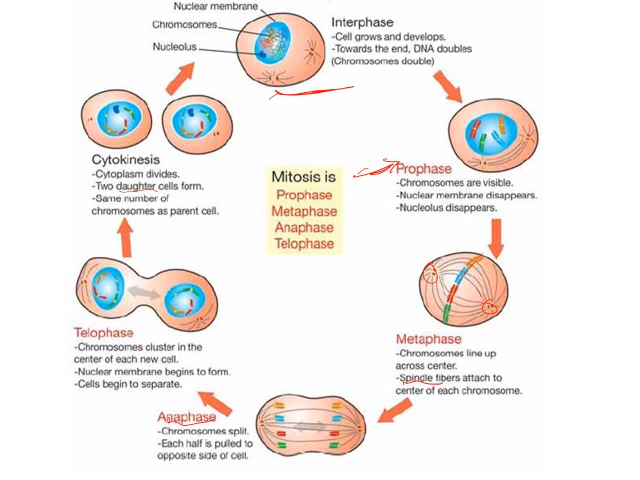 Nuclear membrane
Chromosomes
Nucleolus
Interphase
-Cell grows and develops.
-Towards the end, DNA doubles
(Chromosomes double)
Prophase
-Chromosomes are visible.
-Nuclear membrane disappears.
-Nucleolus disappears.
Metaphase
-Chromosomes line up
across center.
-Spindle fibers attach to
center of each chromosome.
Anaphase
-Chromosomes split.
-Each half is pulled to
opposite side of cell.
Telophase
-Chromosomes cluster in the
center of each new cell.
-Nuclear membrane begins to form.
-Cells begin to separate.
Cytokinesis
-Cytoplasm divides.
-Two daughter cells form.
-Same number of
chromosomes as parent cell.
Mitosis is
Prophase
Metaphase
Anaphase
Telophase